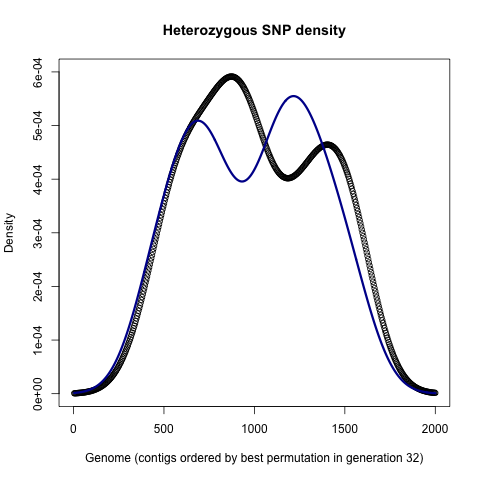 Heterozygous SNP density
Density
6e-04
5e-04
4e-04
3e-04
2e-04
1e-04
0e+00
0 500 1000 1500 2000
Genome (contigs ordered by best permutation in generation 32)